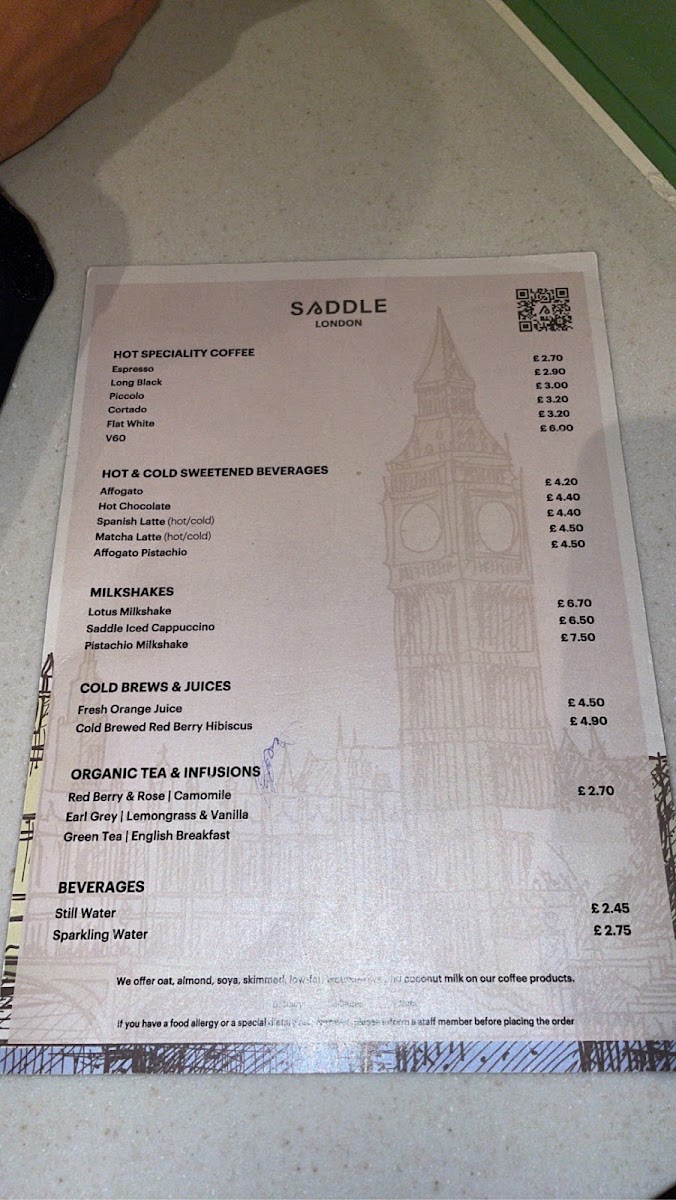 SADDLE
LONDON
HOT SPECIALITY COFFEE
Espresso £2.70
Long Black £2.90
Piccolo £3.00
Cortado £3.20
Flat White £3.20
V60 £6.00
HOT & COLD SWEETENED BEVERAGES
Affogato £4.20
Hot Chocolate £4.40
Spanish Latte (hot/cold) £4.40
Matcha Latte (hot/cold) £4.50
Affogato Pistachio £4.50
MILKSHAKES
Lotus Milkshake £6.70
Saddle Iced Cappuccino £6.50
Pistachio Milkshake £7.50
COLD BREWS & JUICES
Fresh Orange Juice £4.50
Cold Brewed Red Berry Hibiscus £4.90
ORGANIC TEA & INFUSIONS
Red Berry & Rose | Camomile £2.70
Earl Grey | Lemongrass & Vanilla
Green Tea | English Breakfast
BEVERAGES
Still Water £2.45
Sparkling Water £2.75
We offer oat, almond, soya, skimmed, coconut milk on our coffee products.
If you have a food allergy or a special please inform a staff member before placing the order